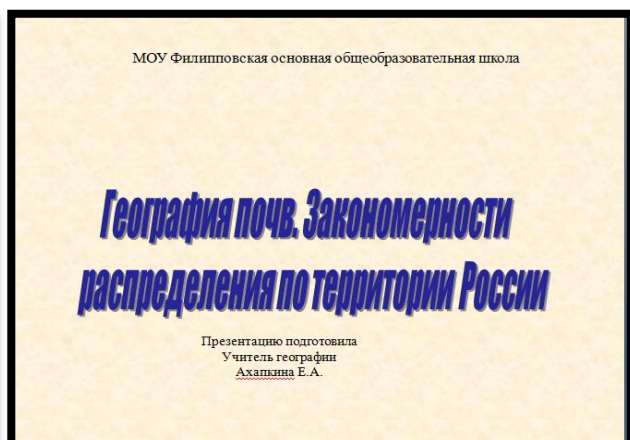 МОУ Филипповская основная общеобразовательная школа
География почв. Закономерности
распределения по территории России
Презентацию подготовила
Учитель географии
Ахапкина Е.А.